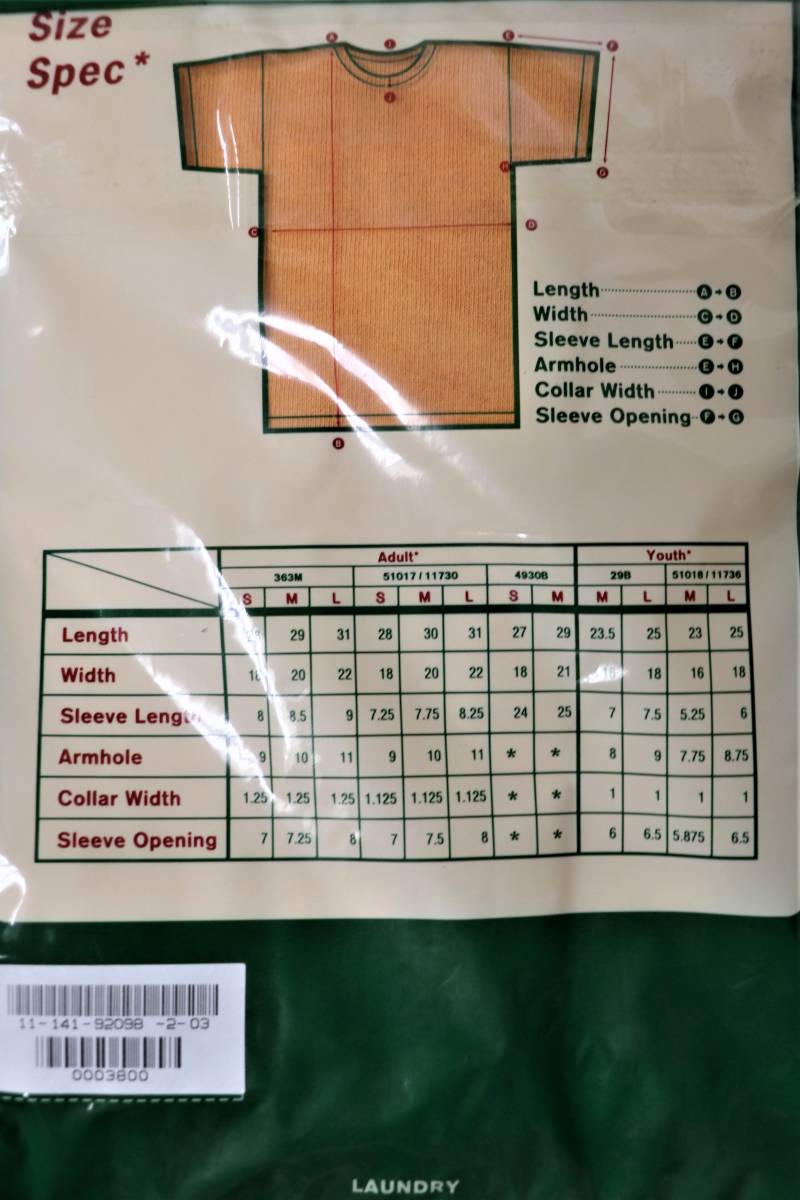 Size
Spec*
A I E F
J
H G
C D
B
Length A-B
Width C-D
Sleeve Length E-F
Armhole E-H
Collar Width I-J
Sleeve Opening F-G
Adult* Youth*
363M 51017/11730 4930B 29B 51018/11736
S M L S M L S M M L M L
Length 29 31 28 30 31 27 29 23.5 25 23 25
Width 18 20 22 18 20 22 18 21 16 18 16 18
Sleeve Length 8 8.5 9 7.25 7.75 8.25 24 25 7 7.5 5.25 6
Armhole 9 10 11 9 10 11 * * 8 9 7.75 8.75
Collar Width 1.25 1.25 1.25 1.125 1.125 1.125 * * 1 1 1 1
Sleeve Opening 7 7.25 8 7 7.5 8 * * 6 6.5 5.875 6.5
11-141-92098 -2-03
0003800
LAUNDRY